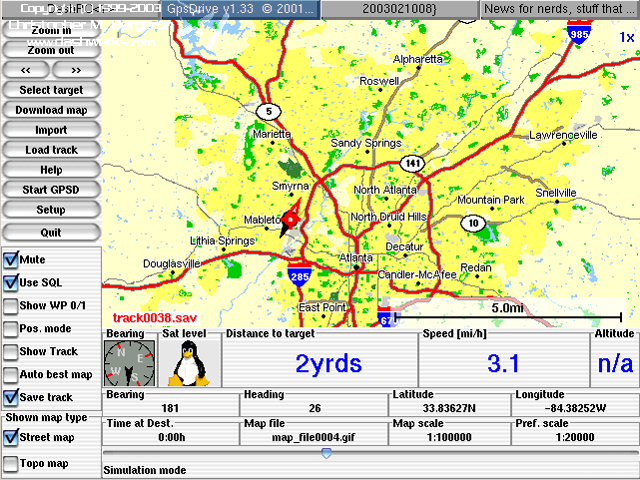 Copyright 1999-2003
GpsDrive v1.33 © 2001...
2003021008}
News for nerds, stuff that ...
Zoom in
Zoom out
<<
>>
Select target
Download map
Import
Load track
Help
Start GPSD
Setup
Quit
Mute
Use SQL
Show WP 0/1
Pos. mode
Show Track
Auto best map
Save track
Shown map type
Street map
Topo map
985
1x
Alpharetta
Roswell
5
Marietta
Sandy Springs
Lawrenceville
141
Smyrna
North Atlanta
Snellville
Mountain Park
Mableton
North Druid Hills
10
Lithia Springs
Decatur
Douglasville
Atlanta
Redan
285
Candler-McAfee
East Point
5.0mi
track0038.sav
67
Bearing
Sat level
Distance to target
Speed [mi/h]
Altitude
N
E
S
W
2yrds
3.1
n/a
Bearing
Heading
Latitude
Longitude
181
26
33.83627N
-84.38252W
Time at Dest.
Map file
Map scale
Pref. scale
0:00h
map_file0004.gif
1:100000
1:20000
Simulation mode